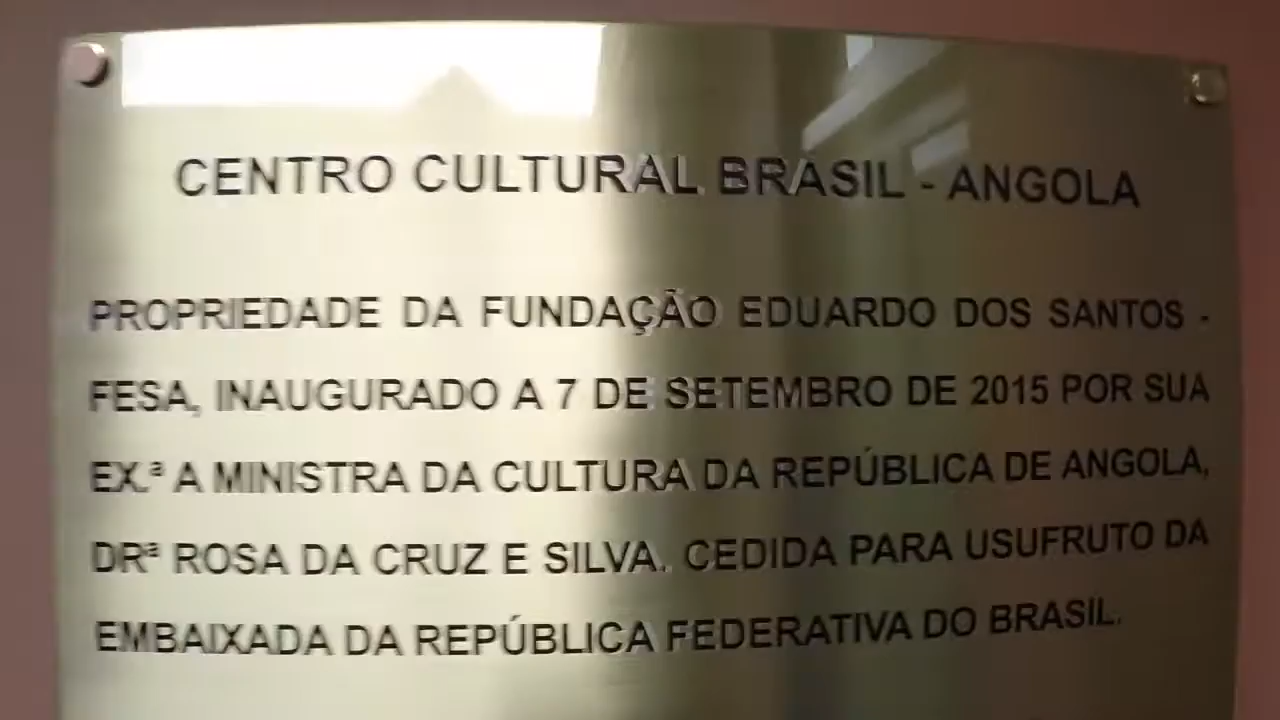 CENTRO CULTURAL BRASIL - ANGOLA
PROPRIEDADE DA FUNDAÇÃO EDUARDO DOS SANTOS -
FESA, INAUGURADO A 7 DE SETEMBRO DE 2015 POR SUA
EX.ª A MINISTRA DA CULTURA DA REPÚBLICA DE ANGOLA,
DRª ROSA DA CRUZ E SILVA. CEDIDA PARA USUFRUTO DA
EMBAIXADA DA REPÚBLICA FEDERATIVA DO BRASIL.